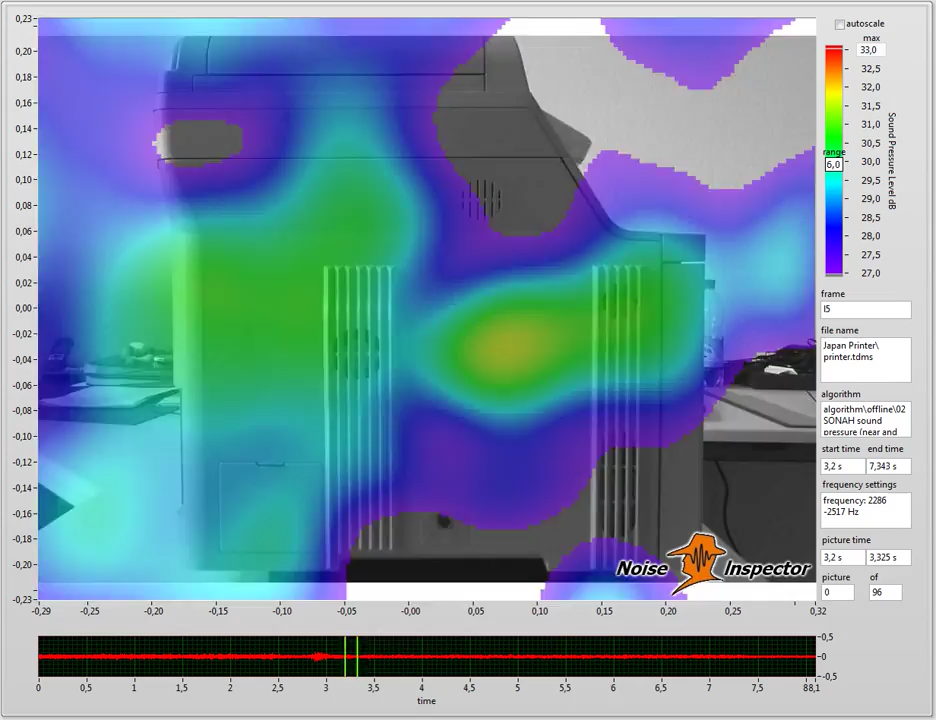 autoscale
max
33,0
32,5
32,0
31,5
31,0
range
6,0
30,0
29,5
29,0
28,5
28,0
27,5
27,0
Sound Pressure Level dB
0,23
0,20
0,18
0,16
0,14
0,12
0,10
0,08
0,06
0,04
0,02
0,00
-0,02
-0,04
-0,06
-0,08
-0,10
-0,12
-0,14
-0,16
-0,18
-0,20
-0,23
-0,29
-0,20
-0,15
-0,10
-0,05
-0,00
0,05
0,10
0,15
0,20
0,25
0,32
Noise Inspector
frame
I5
file name
Japan Printer\
printer.tdms
algorithm
algorithm\offline\02
SONAH sound
pressure (near and
start time end time
3,2 s 7,343 s
frequency settings
frequency: 2286
-2517 Hz
picture time
3,2 s 3,325 s
picture of
0 96
0,5
0
-0,5
0 0,5 1 1,5 2 2,5 3 3,5 4 4,5 5 5,5 6 6,5 7 7,5 88,1
time